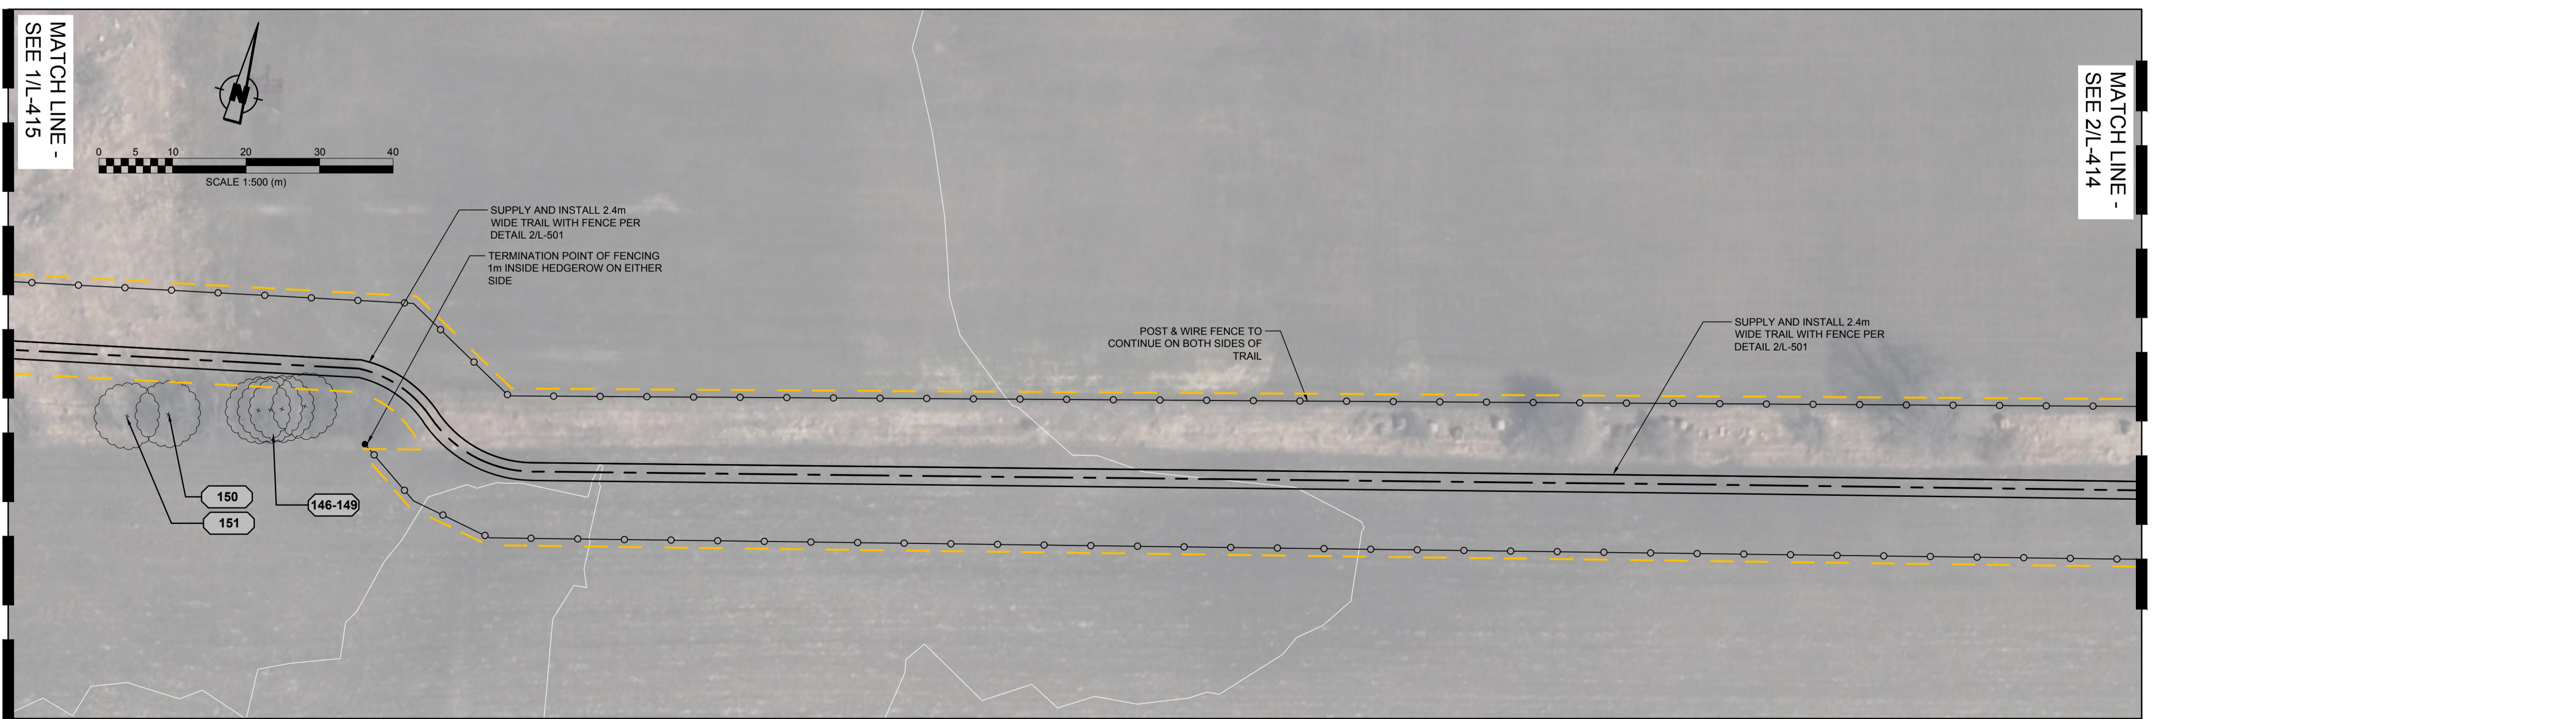 MATCH LINE -
SEE 1/L-415
N
0 5 10 20 30 40
SCALE 1:500 (m)
SUPPLY AND INSTALL 2.4m
WIDE TRAIL WITH FENCE PER
DETAIL 2/L-501
TERMINATION POINT OF FENCING
1m INSIDE HEDGEROW ON EITHER
SIDE
POST & WIRE FENCE TO
CONTINUE ON BOTH SIDES OF
TRAIL
SUPPLY AND INSTALL 2.4m
WIDE TRAIL WITH FENCE PER
DETAIL 2/L-501
150
151
146-149
MATCH LINE -
SEE 2/L-414